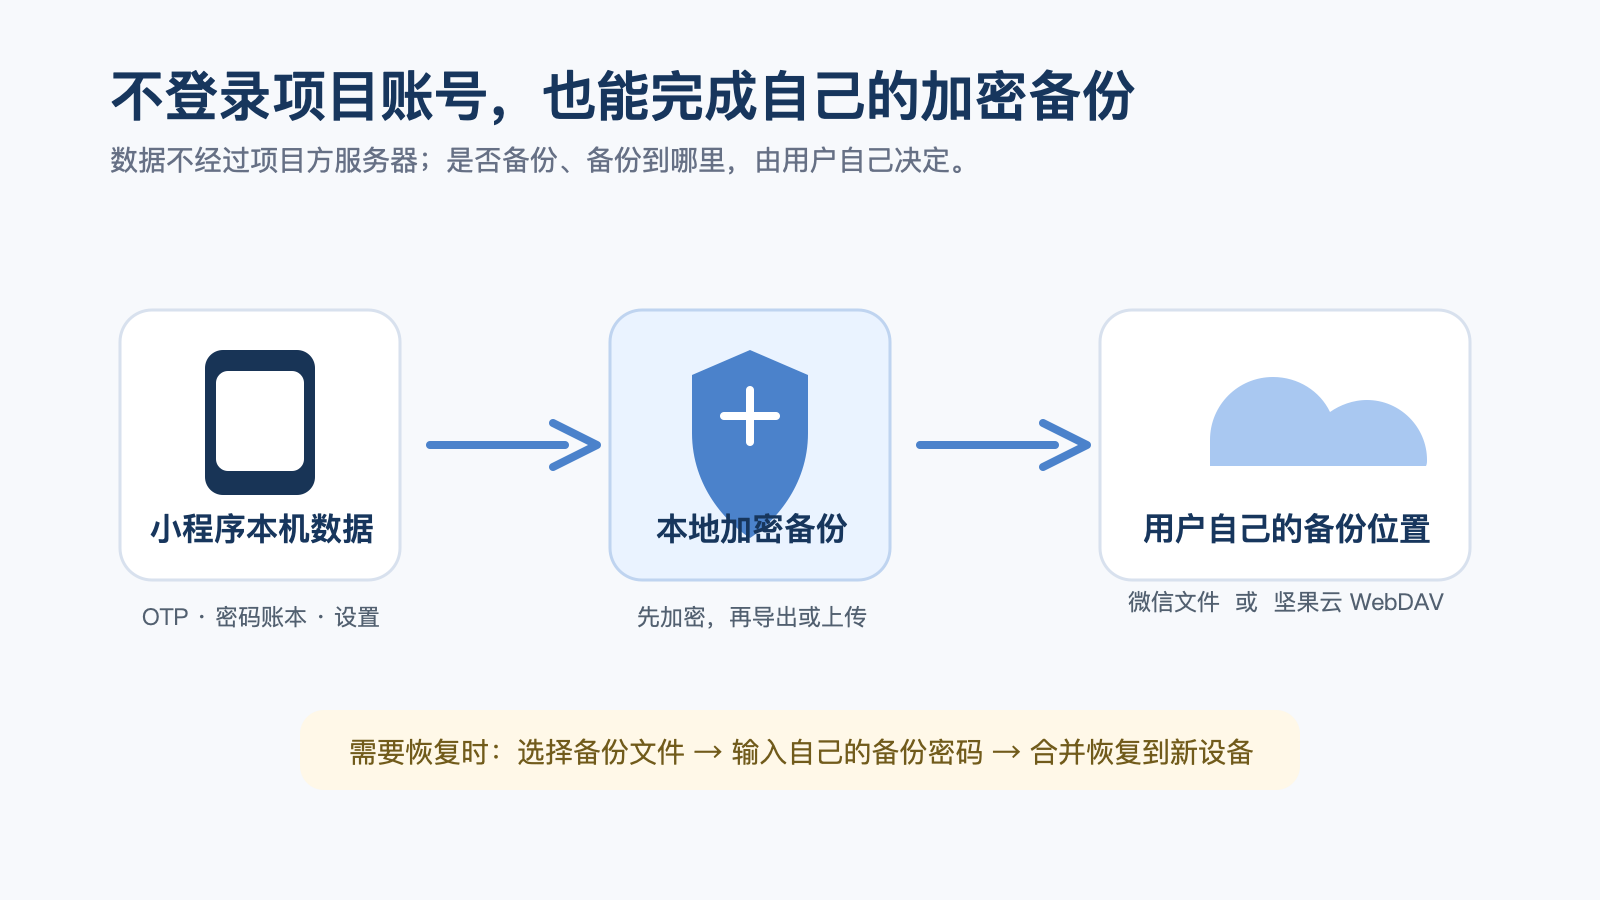 不登录项目账号，也能完成自己的加密备份
数据不经过项目方服务器；是否备份、备份到哪里，由用户自己决定。
小程序本机数据
本地加密备份
用户自己的备份位置
OTP · 密码账本 · 设置
先加密，再导出或上传
微信文件 或 坚果云 WebDAV
需要恢复时：选择备份文件 → 输入自己的备份密码 → 合并恢复到新设备